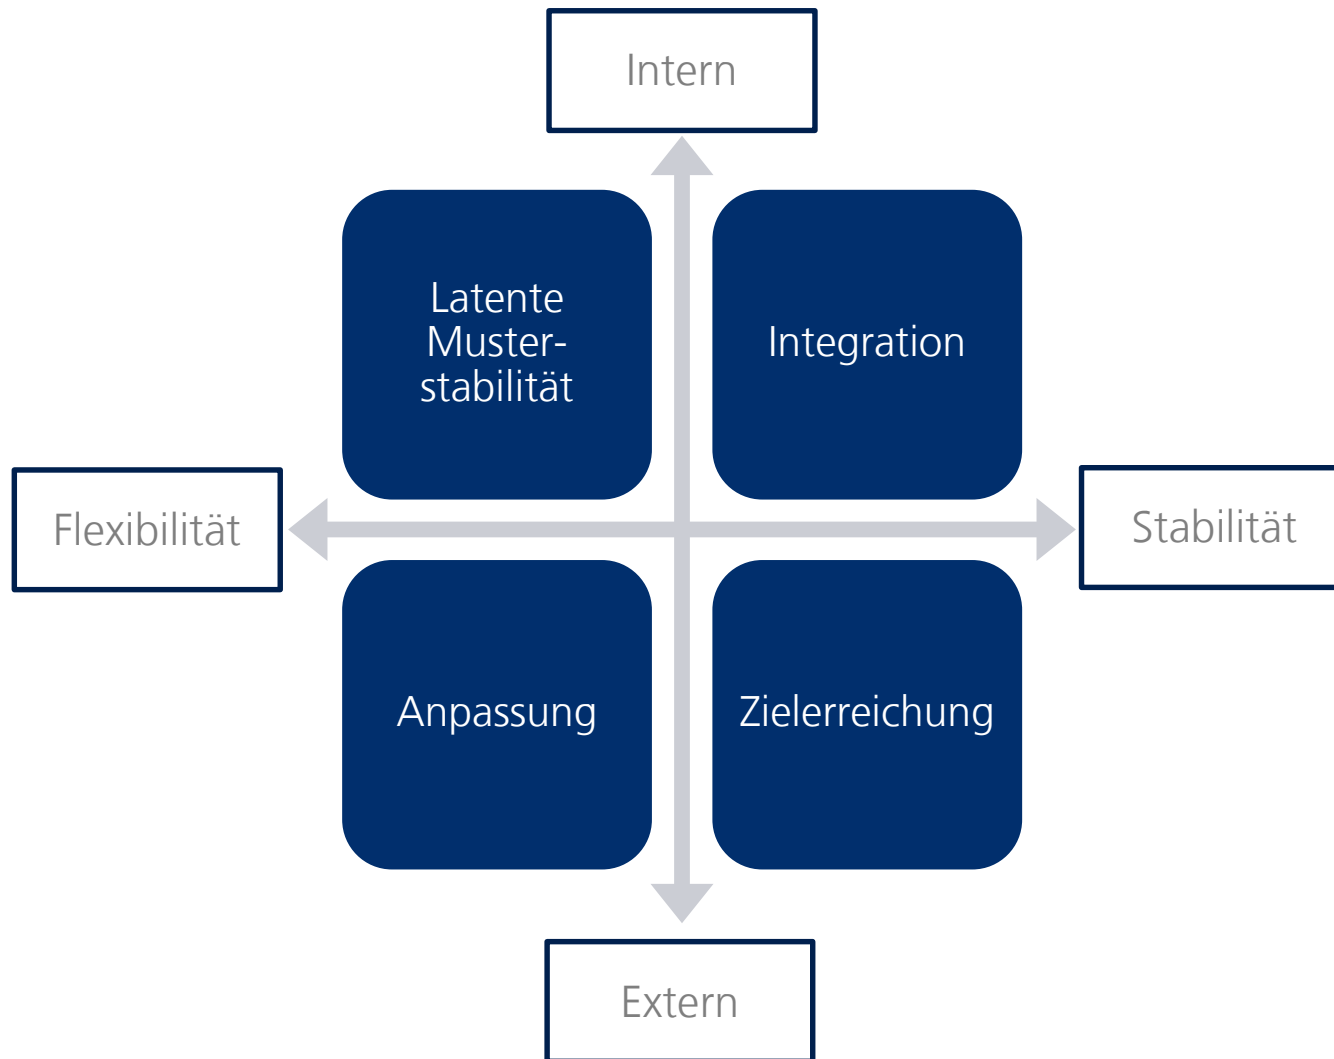 Intern
Latente
Muster-
stabilität
Integration
Flexibilität
Stabilität
Anpassung
Zielerreichung
Extern